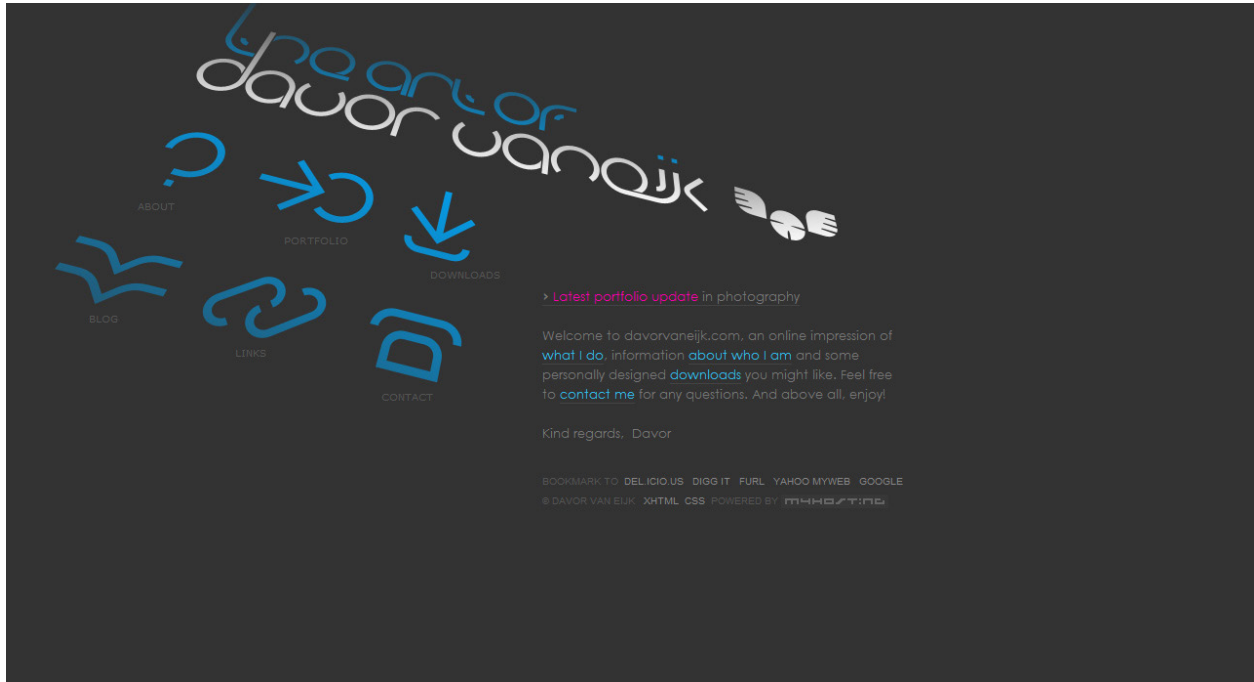 the art of
davor vaneijk
ABOUT
PORTFOLIO
DOWNLOADS
BLOG
LINKS
CONTACT
> Latest portfolio update in photography
Welcome to davorvaneijk.com, an online impression of
what I do, information about who I am and some
personally designed downloads you might like. Feel free
to contact me for any questions. And above all, enjoy!
Kind regards, Davor
BOOKMARK TO DEL.ICIO.US DIGG IT FURL YAHOO MYWEB GOOGLE
© DAVOR VAN EIJK XHTML CSS POWERED BY MYHOSTING